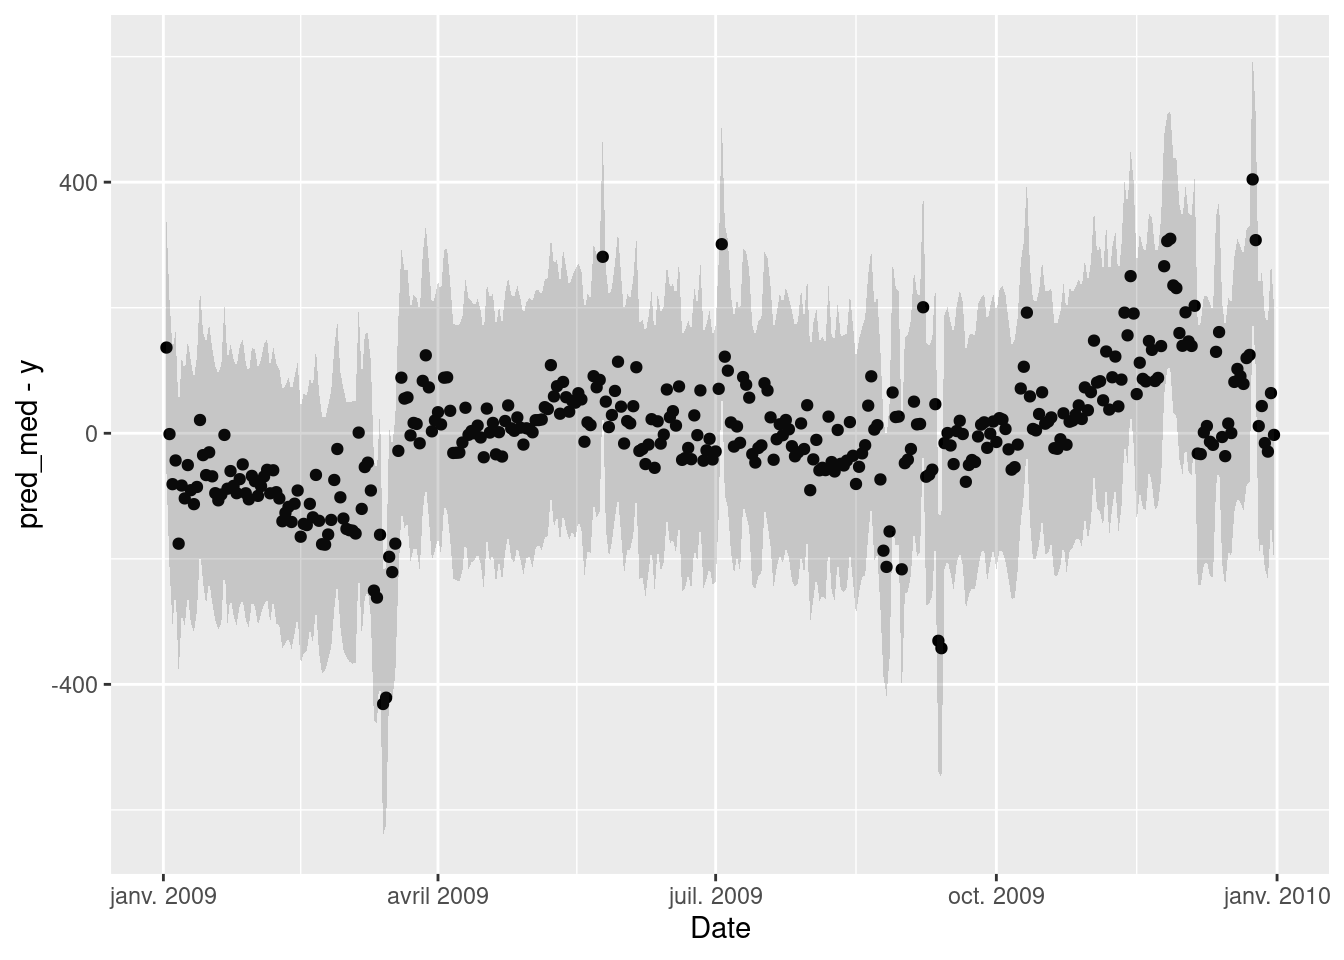 pred_med - y
400
0
-400
janv. 2009
avril 2009
juil. 2009
oct. 2009
janv. 2010
Date